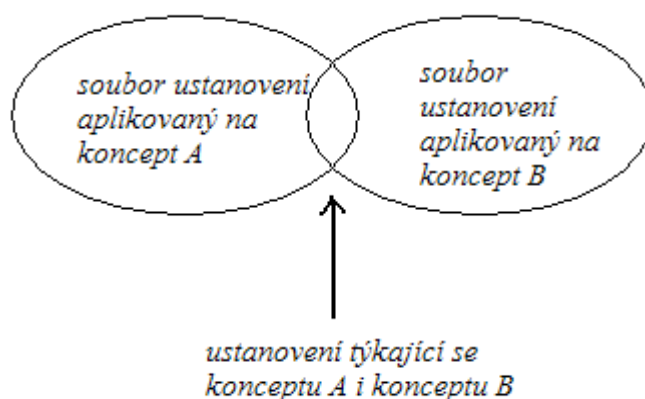 soubor ustanovení
aplikovaný na
koncept A
soubor
ustanovení
aplikovaný na
koncept B
ustanovení týkající se
konceptu A i konceptu B